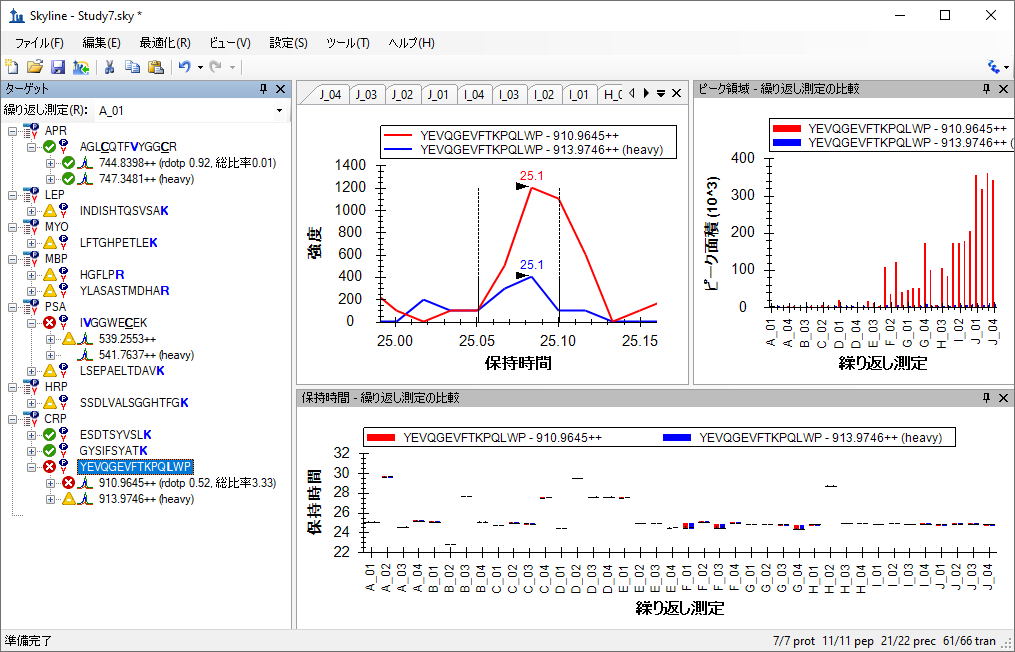 Skyline - Study7.sky *
ファイル(F) 編集(E) 最適化(R) ビュー(V) 設定(S) ツール(T) ヘルプ(H)
ターゲット
繰り返し測定(R): A_01
APR
AGLCQTFVYGGCR
744.8398++ (rdotp 0.92, 総比率0.01)
747.3481++ (heavy)
LEP
INDISHTQSVSAK
MYO
LFTGHPETLEK
MBP
HGFLPR
YLASASTMDHAR
PSA
IVGGWECEK
539.2553++
541.7637++ (heavy)
LSEPAELTDAVK
HRP
SSDLVALSGGHTFGK
CRP
ESDTSYVSLK
GYSIFSYATK
YEVQGEVFTKPQLWP
910.9645++ (rdotp 0.52, 総比率3.33)
913.9746++ (heavy)
J_04 J_03 J_02 J_01 I_04 I_03 I_02 I_01 H_0
YEVQGEVFTKPQLWP - 910.9645++
YEVQGEVFTKPQLWP - 913.9746++ (heavy)
強度
1400
1200
1000
800
600
400
200
0
25.1
25.1
25.00 25.05 25.10 25.15
保持時間
ピーク領域 - 繰り返し測定の比較
YEVQGEVFTKPQLWP - 910.9645++
YEVQGEVFTKPQLWP - 913.9746++ (
ピーク面積 (10^3)
400
300
200
100
0
A_01 A_04 B_03 C_02 D_01 D_04 E_03 F_02 G_01 G_04 H_03 I_02 J_01 J_04
繰り返し測定
保持時間 - 繰り返し測定の比較
YEVQGEVFTKPQLWP - 910.9645++ YEVQGEVFTKPQLWP - 913.9746++ (heavy)
保持時間
32
30
28
26
24
22
A_01 A_02 A_03 A_04 B_01 B_02 B_03 B_04 C_01 C_02 C_03 C_04 D_01 D_02 D_03 D_04 E_01 E_02 E_03 E_04 F_01 F_02 F_03 F_04 G_01 G_02 G_03 G_04 H_01 H_02 H_03 H_04 I_01 I_02 I_03 I_04 J_01 J_02 J_03 J_04
繰り返し測定
準備完了
7/7 prot 11/11 pep 21/22 prec 61/66 tran